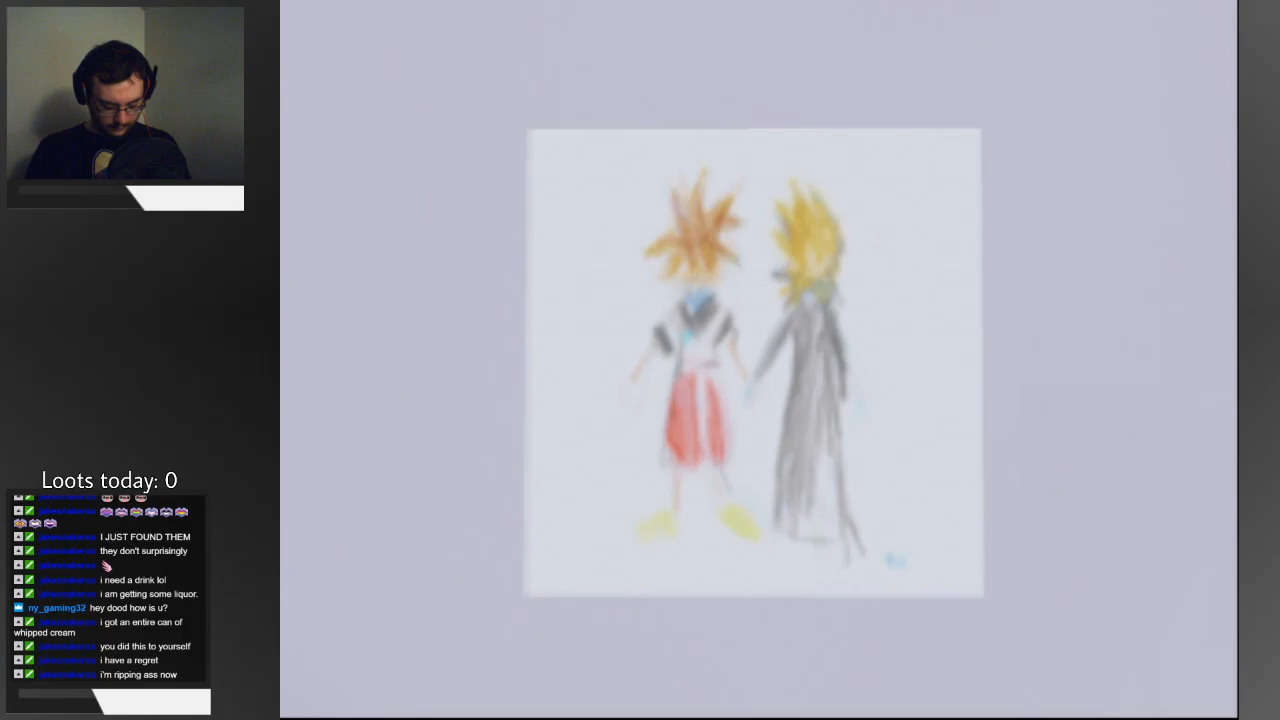 Loots today: 0
I JUST FOUND THEM
they don't surprisingly
i need a drink lol
i am getting some liquor.
ny_gaming32 hey dood how is u?
i got an entire can of
whipped cream
you did this to yourself
i have a regret
i'm ripping ass now